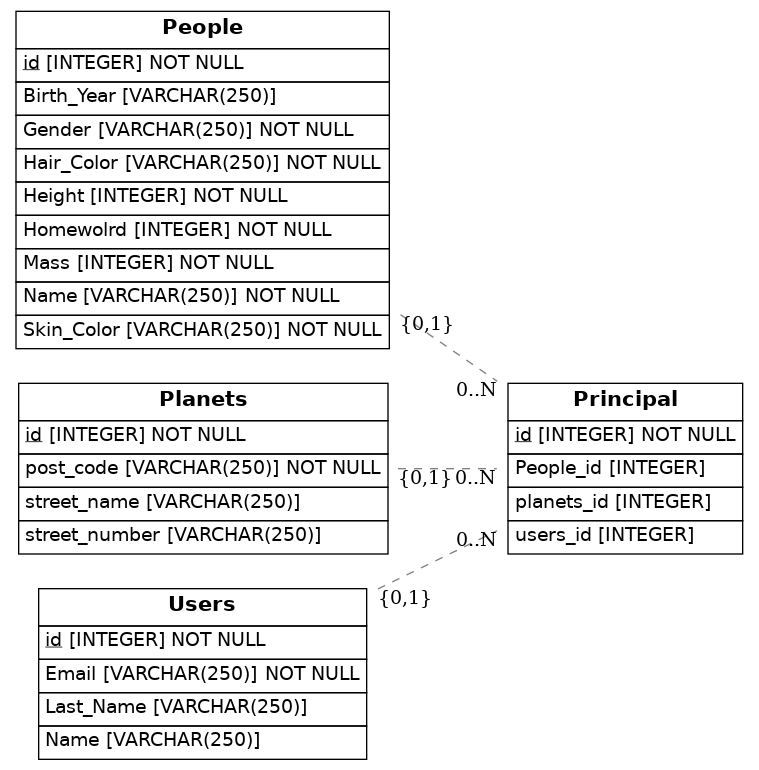 People
id [INTEGER] NOT NULL
Birth_Year [VARCHAR(250)]
Gender [VARCHAR(250)] NOT NULL
Hair_Color [VARCHAR(250)] NOT NULL
Height [INTEGER] NOT NULL
Homewolrd [INTEGER] NOT NULL
Mass [INTEGER] NOT NULL
Name [VARCHAR(250)] NOT NULL
Skin_Color [VARCHAR(250)] NOT NULL
{0,1}
0..N
Planets
id [INTEGER] NOT NULL
post_code [VARCHAR(250)] NOT NULL
street_name [VARCHAR(250)]
street_number [VARCHAR(250)]
{0,1} 0..N
Principal
id [INTEGER] NOT NULL
People_id [INTEGER]
planets_id [INTEGER]
users_id [INTEGER]
0..N
{0,1}
Users
id [INTEGER] NOT NULL
Email [VARCHAR(250)] NOT NULL
Last_Name [VARCHAR(250)]
Name [VARCHAR(250)]